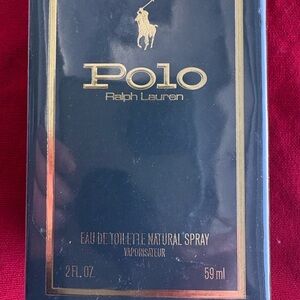 Polo
Ralph Lauren
EAU DE TOILETTE NATURAL SPRAY
VAPORISATEUR
2 FL. OZ. 59 ml